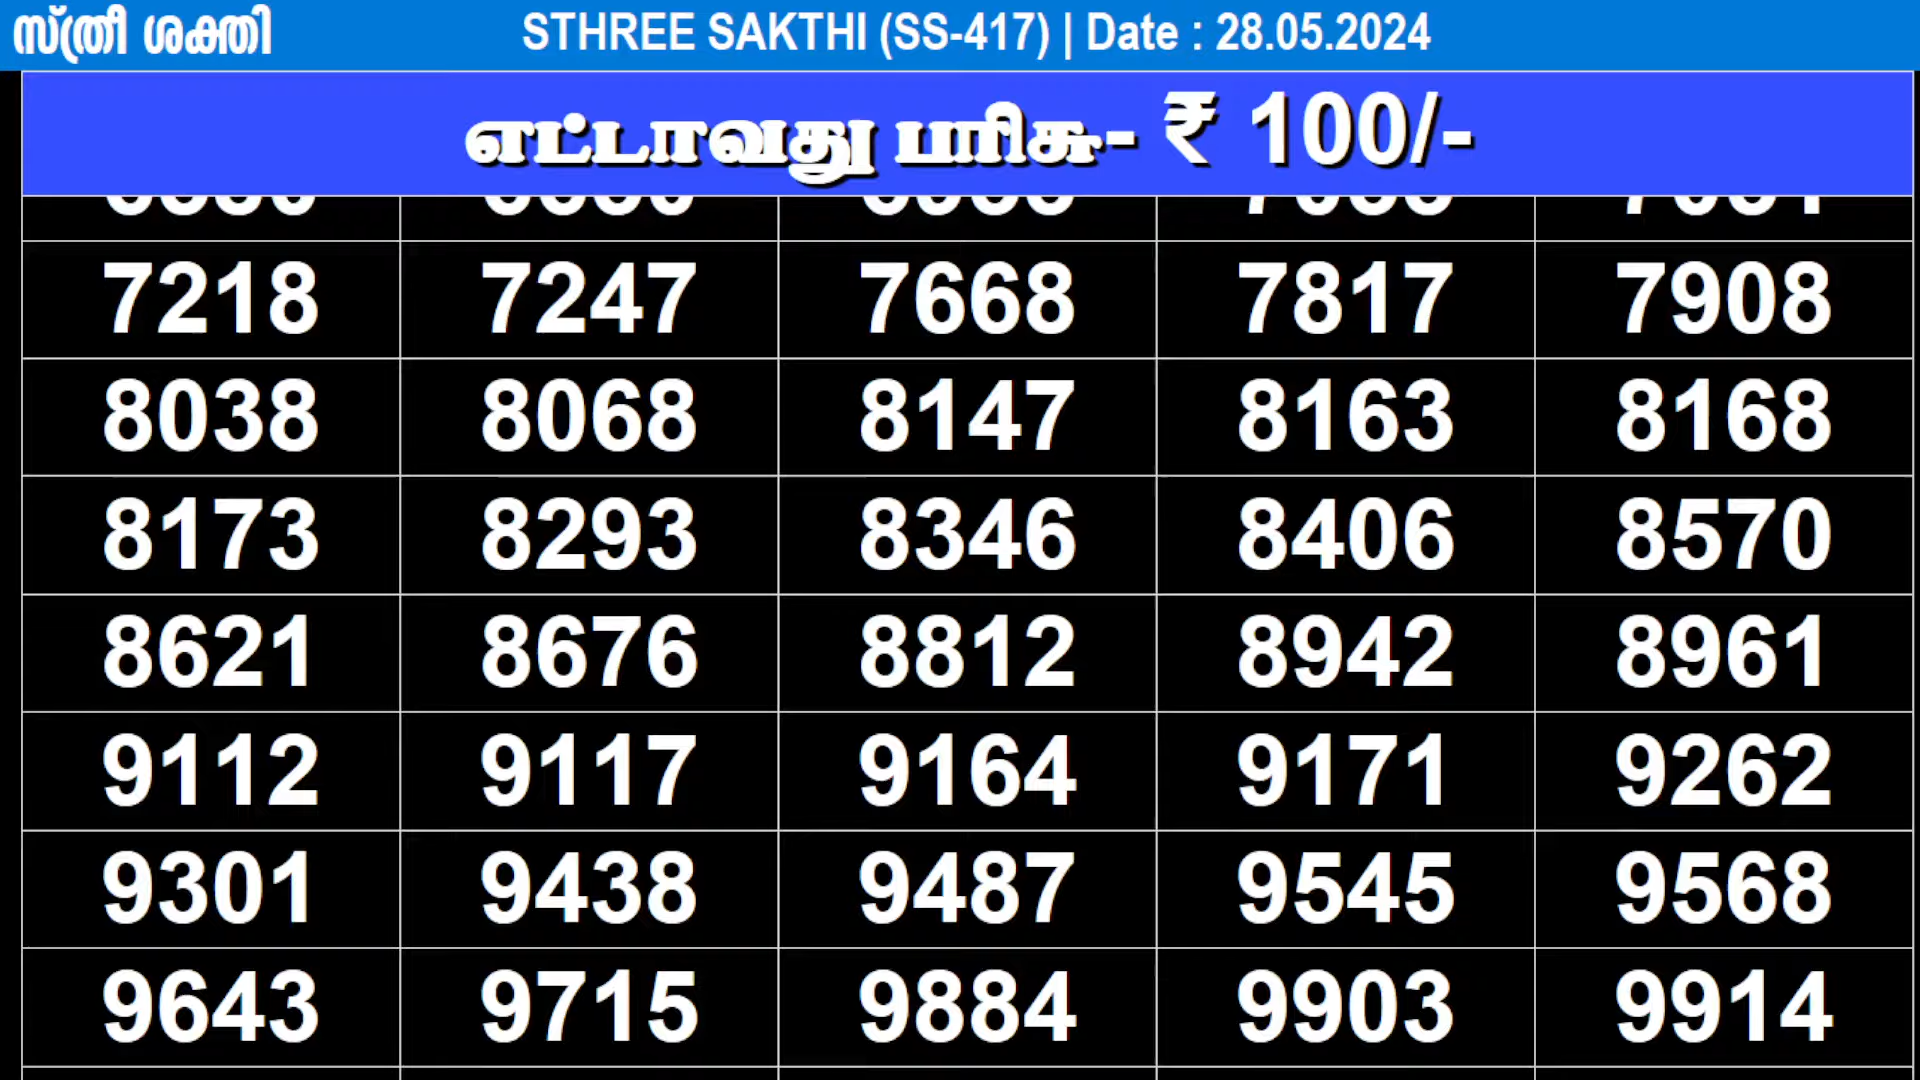 സ്ത്രീ ശക്തി STHREE SAKTHI (SS-417) | Date : 28.05.2024
எட்டாவது பரிசு- ₹ 100/-
7218 7247 7668 7817 7908
8038 8068 8147 8163 8168
8173 8293 8346 8406 8570
8621 8676 8812 8942 8961
9112 9117 9164 9171 9262
9301 9438 9487 9545 9568
9643 9715 9884 9903 9914